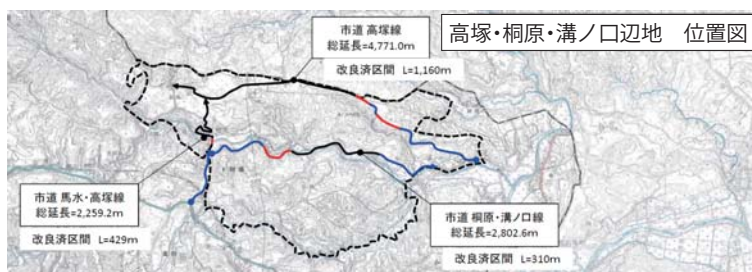 高塚・桐原・溝ノ口辺地　位置図
市道 高塚線
総延長=4,771.0m
改良済区間 L=1,160m
市道 馬水・高塚線
総延長=2,259.2m
改良済区間 L=429m
市道 桐原・溝ノ口線
総延長=2,802.6m
改良済区間 L=310m